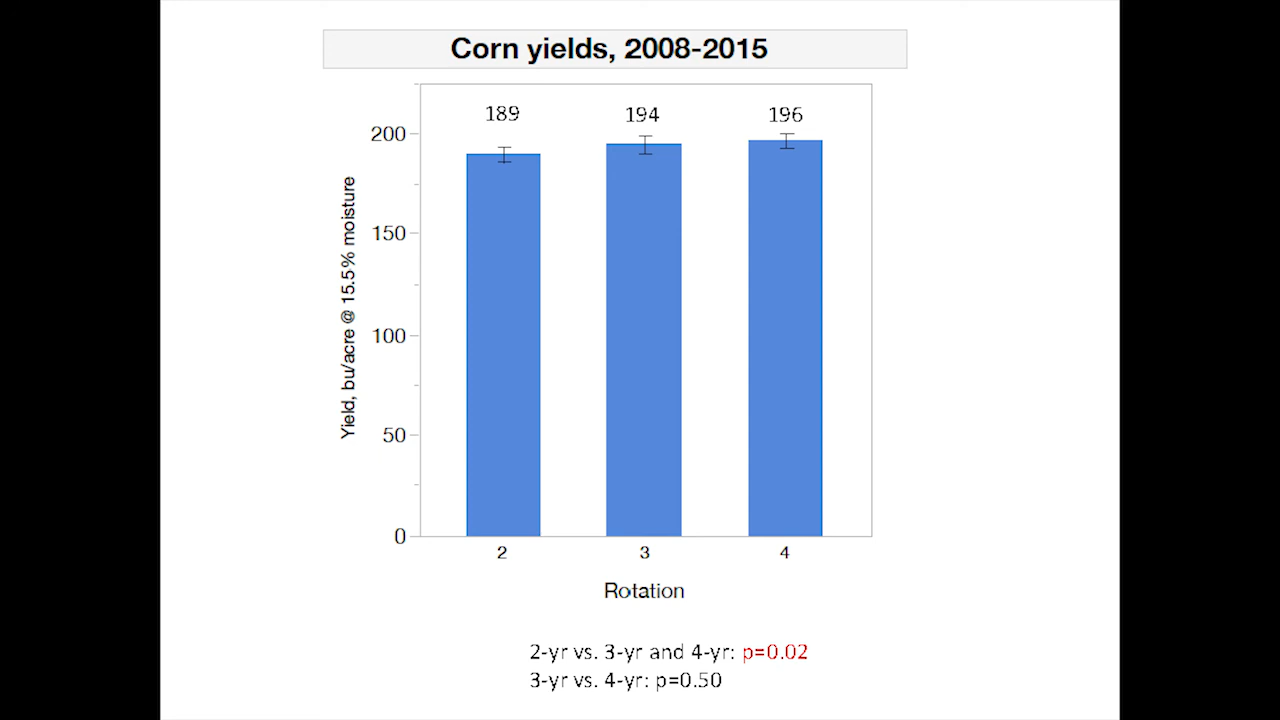 Corn yields, 2008-2015
189
194
196
200
150
100
50
0
Yield, bu/acre @ 15.5% moisture
2
3
4
Rotation
2-yr vs. 3-yr and 4-yr: p=0.02
3-yr vs. 4-yr: p=0.50